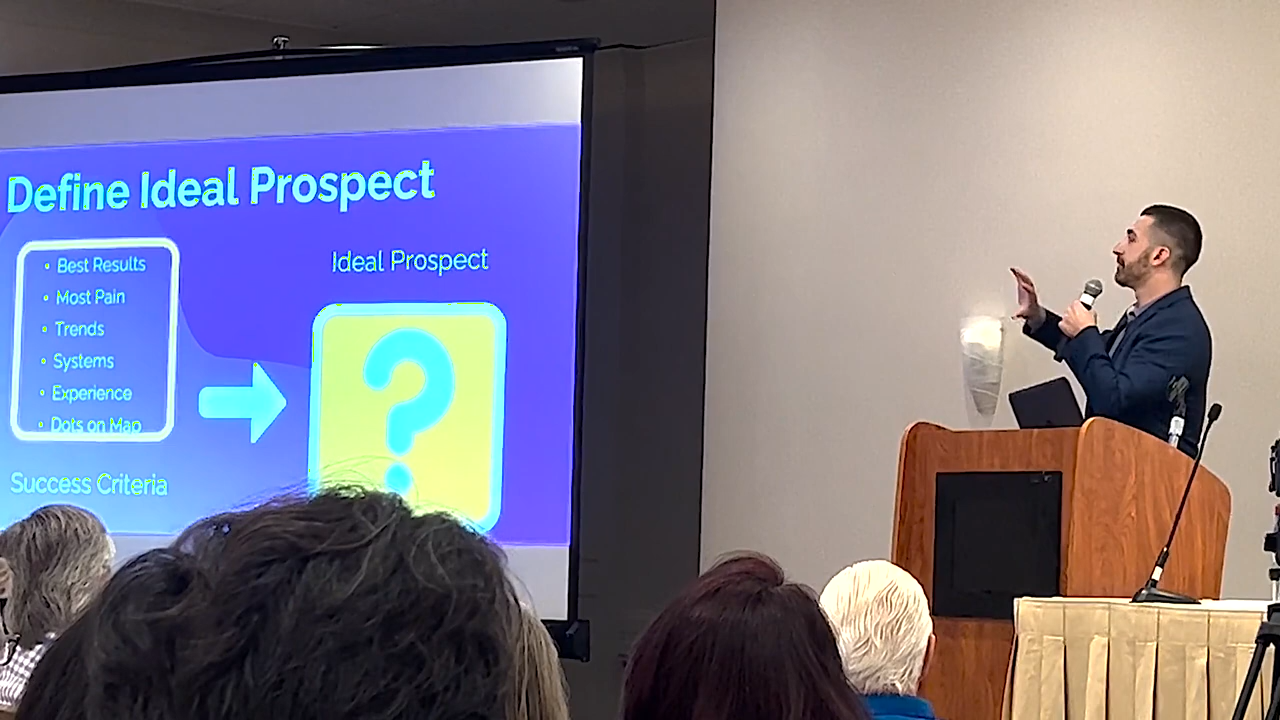 Define Ideal Prospect
• Best Results
• Most Pain
• Trends
• Systems
• Experience
• Dots on Map
Success Criteria
Ideal Prospect
?